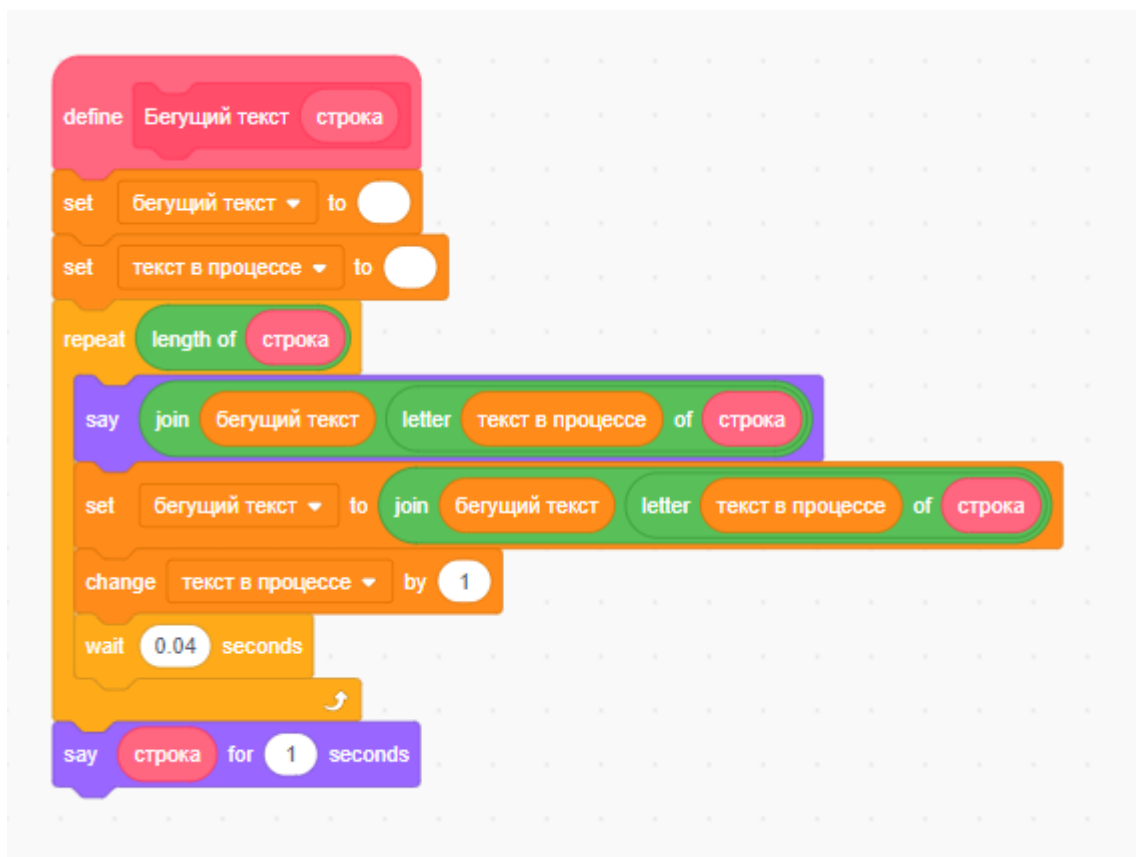 define Бегущий текст строка
set бегущий текст to
set текст в процессе to
repeat length of строка
say join бегущий текст letter текст в процессе of строка
set бегущий текст to join бегущий текст letter текст в процессе of строка
change текст в процессе by 1
wait 0.04 seconds
say строка for 1 seconds